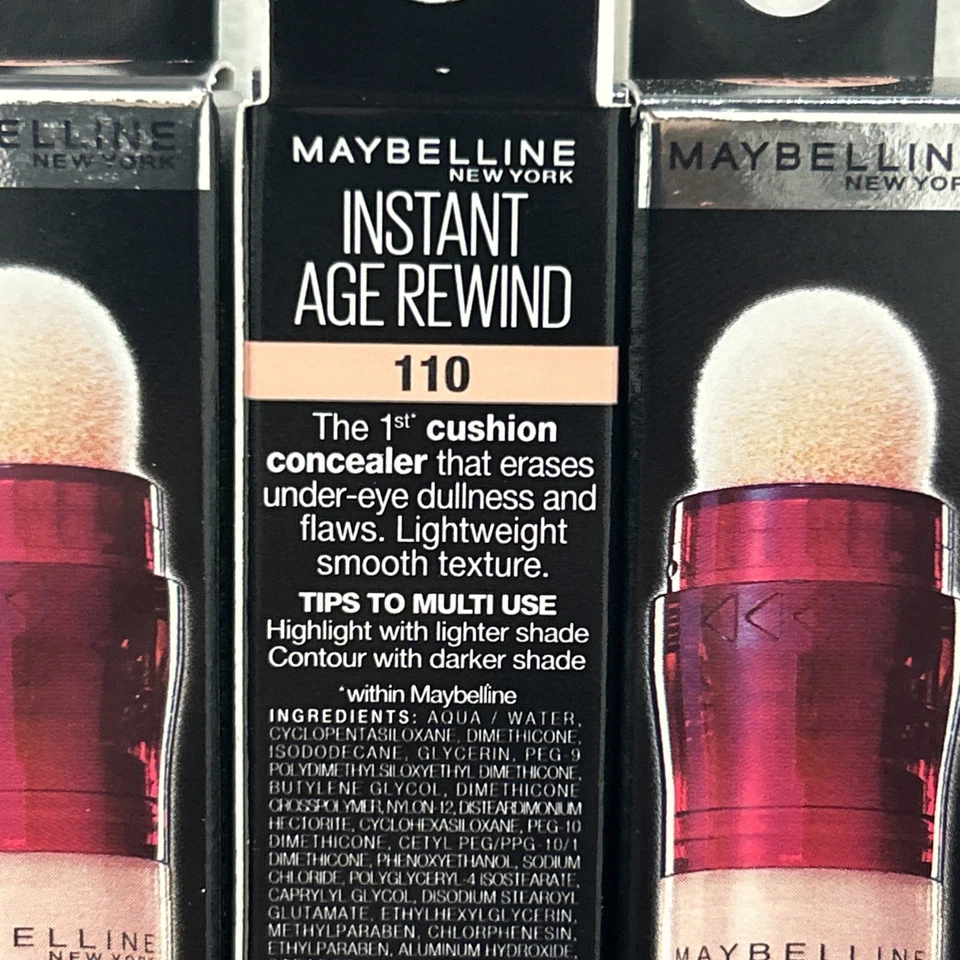 ELLINE
NEW YORK
MAYBELLINE
NEW YORK
INSTANT
AGE REWIND
110
The 1st* cushion
concealer that erases
under-eye dullness and
flaws. Lightweight
smooth texture.
TIPS TO MULTI USE
Highlight with lighter shade
Contour with darker shade
*within Maybelline
INGREDIENTS: AQUA / WATER,
CYCLOPENTASILOXANE, DIMETHICONE,
ISODODECANE, GLYCERIN, PEG-9
POLYDIMETHYLSILOXYETHYL DIMETHICONE,
BUTYLENE GLYCOL, DIMETHICONE
CROSSPOLYMER, NYLON-12, DISTEARDIMONIUM
HECTORITE, CYCLOHEXASILOXANE, PEG-10
DIMETHICONE, CETYL PEG/PPG-10/1
DIMETHICONE, PHENOXYETHANOL, SODIUM
CHLORIDE, POLYGLYCERYL-4 ISOSTEARATE,
CAPRYLYL GLYCOL, DISODIUM STEAROYL
GLUTAMATE, ETHYLHEXYLGLYCERIN,
METHYLPARABEN, CHLORPHENESIN,
ETHYLPARABEN, ALUMINUM HYDROXIDE,
MAYBELLIN
NEW YOR
ELLINE
NEW YORK
MAYBELLINE